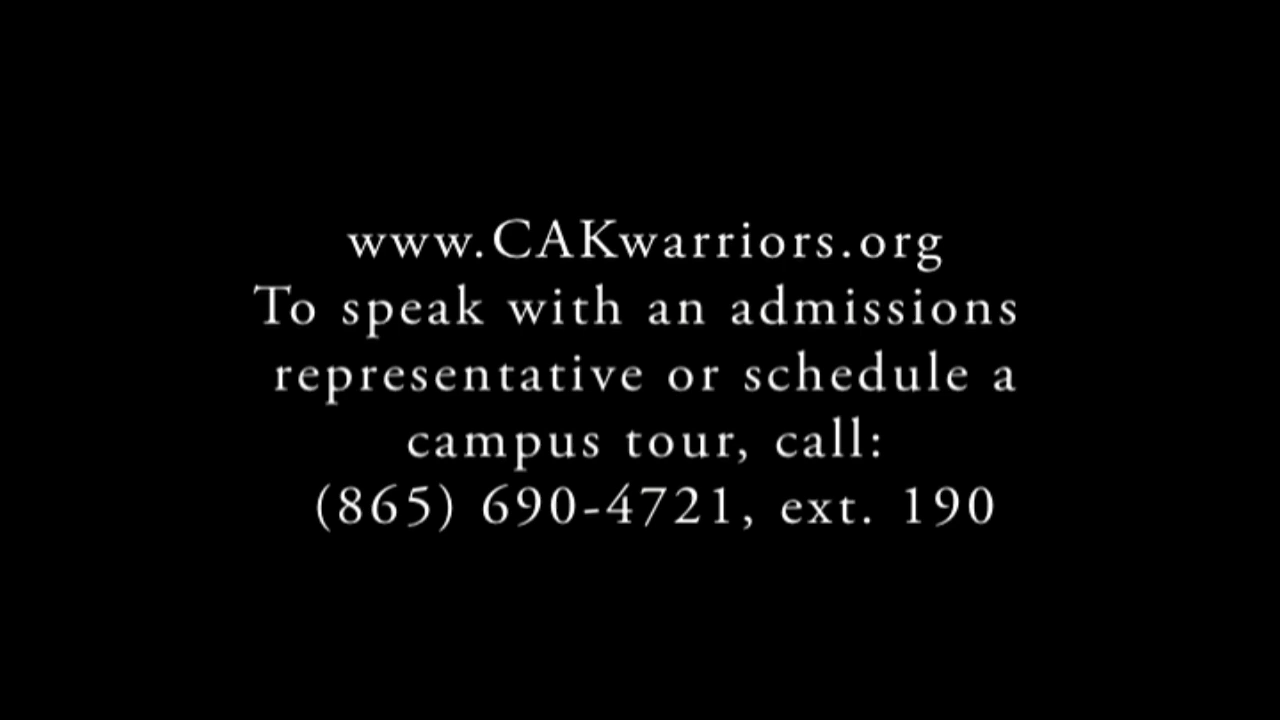 www.CAKwarriors.org
To speak with an admissions
representative or schedule a
campus tour, call:
(865) 690-4721, ext. 190